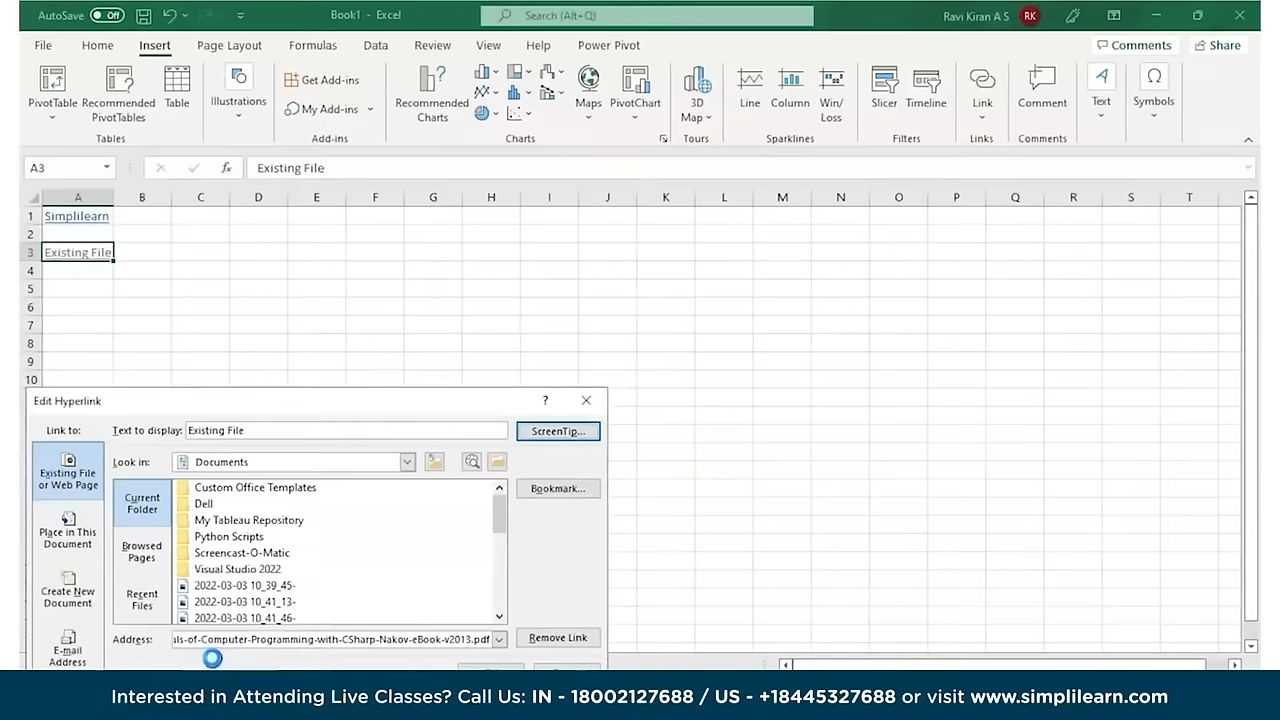 AutoSave Off Book1 - Excel Search (Alt+Q) Ravi Kiran A S RK
File Home Insert Page Layout Formulas Data Review View Help Power Pivot Comments Share
PivotTable Recommended PivotTables Table Illustrations Get Add-ins My Add-ins Recommended Charts Maps PivotChart 3D Map Line Column Win/Loss Slicer Timeline Link Comment Text Symbols
Tables Add-ins Charts Tours Sparklines Filters Links Comments
A3 fx Existing File
A B C D E F G H I J K L M N O P Q R S T
1 Simplilearn
2
3 Existing File
4
5
6
7
8
9
10
Edit Hyperlink ?
Link to: Text to display: Existing File ScreenTip...
Existing File or Web Page Look in: Documents
Current Folder Custom Office Templates Bookmark...
Dell
My Tableau Repository
Place in This Document Browsed Pages Python Scripts
Screencast-O-Matic
Visual Studio 2022
Create New Document Recent Files 2022-03-03 10_39_45-
2022-03-03 10_41_13-
2022-03-03 10_41_46-
E-mail Address Address: ls-of-Computer-Programming-with-CSharp-Nakov-eBook-v2013.pdf Remove Link
Interested in Attending Live Classes? Call Us: IN - 18002127688 / US - +18445327688 or visit www.simplilearn.com